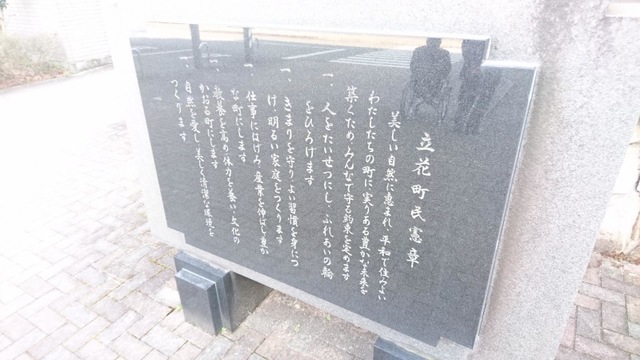 立花町民憲章
美しい自然に恵まれ、平和で住みよい
わたしたちの町に、実りある豊かな未来を
築くため、みんなで守る約束を定めます
一、人をたいせつにし、ふれあいの輪
をひろげます
一、きまりを守り、よい習慣を身につ
け、明るい家庭をつくります
一、仕事にはげみ、産業を伸ばし、豊か
な町にします
一、教養を高め、体力を養い、文化の
かおる町にします
一、自然を愛し、美しく清潔な環境を
つくります